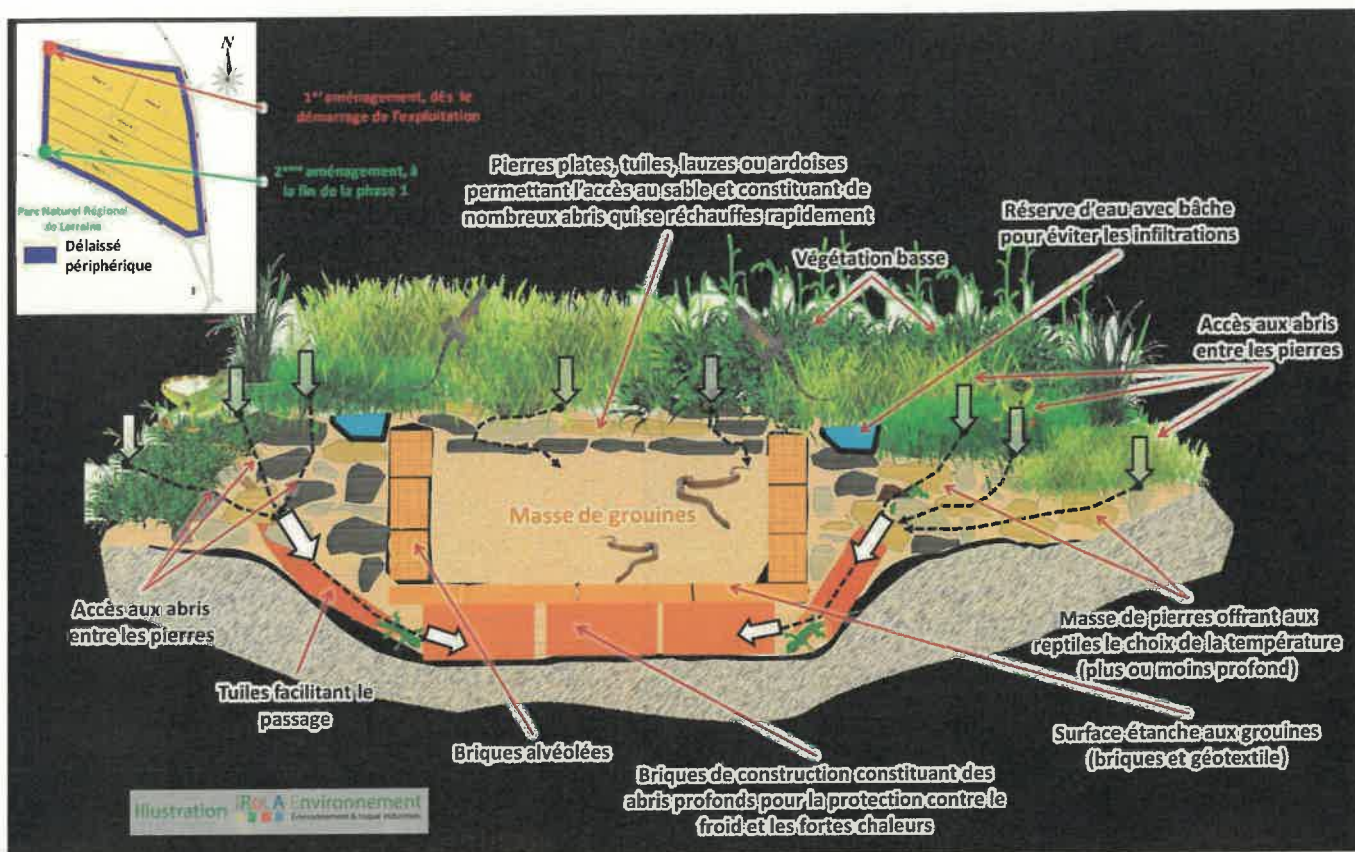 N
1er aménagement, dès le
démarrage de l'exploitation
2ème aménagement, à
la fin de la phase 1
Parc Naturel Régional
de Lorraine
Délaissé
périphérique
Pierres plates, tuiles, lauzes ou ardoises
permettant l'accès au sable et constituant de
nombreux abris qui se réchauffes rapidement
Réserve d'eau avec bâche
pour éviter les infiltrations
Végétation basse
Accès aux abris
entre les pierres
Masse de grouines
Accès aux abris
entre les pierres
Tuiles facilitant le
passage
Briques alvéolées
Briques de construction constituant des
abris profonds pour la protection contre le
froid et les fortes chaleurs
Masse de pierres offrant aux
reptiles le choix de la température
(plus ou moins profond)
Surface étanche aux grouines
(briques et géotextile)
Illustration Environnement